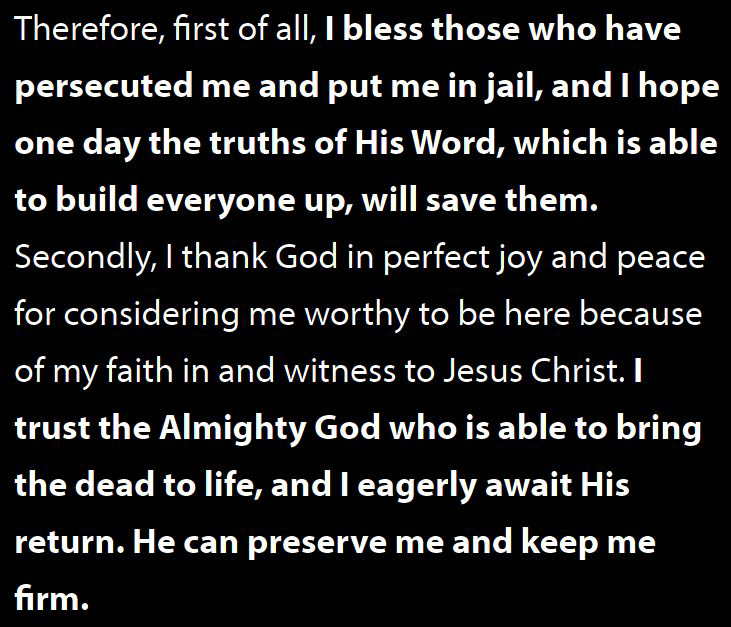 Therefore, first of all, I bless those who have
persecuted me and put me in jail, and I hope
one day the truths of His Word, which is able
to build everyone up, will save them.
Secondly, I thank God in perfect joy and peace
for considering me worthy to be here because
of my faith in and witness to Jesus Christ. I
trust the Almighty God who is able to bring
the dead to life, and I eagerly await His
return. He can preserve me and keep me
firm.